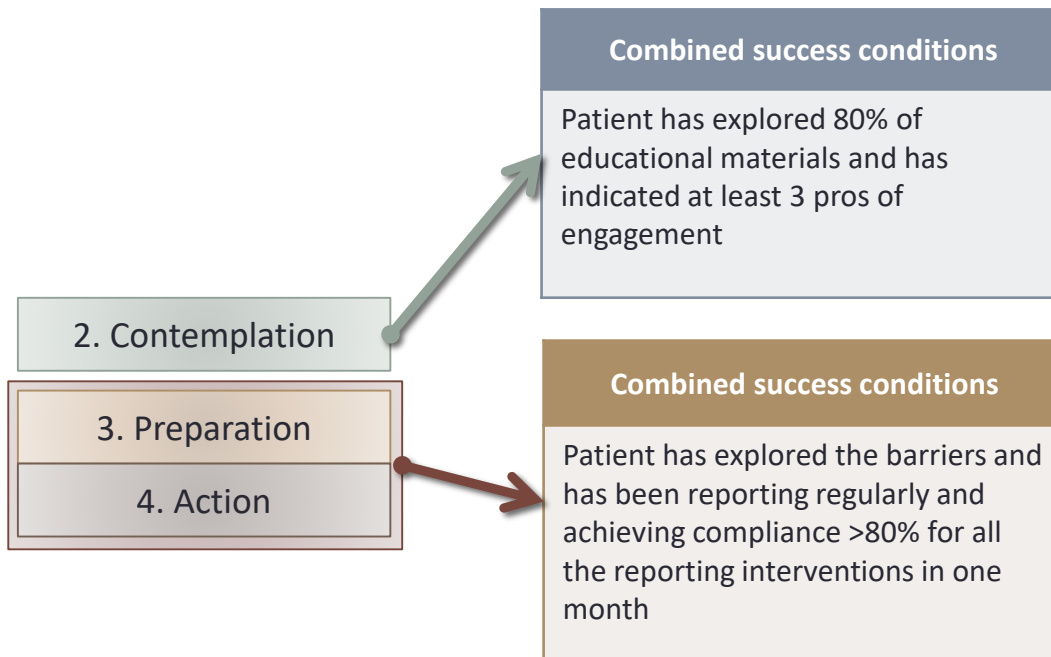 Combined success conditions
Patient has explored 80% of
educational materials and has
indicated at least 3 pros of
engagement
2. Contemplation
3. Preparation
4. Action
Combined success conditions
Patient has explored the barriers and
has been reporting regularly and
achieving compliance >80% for all
the reporting interventions in one
month